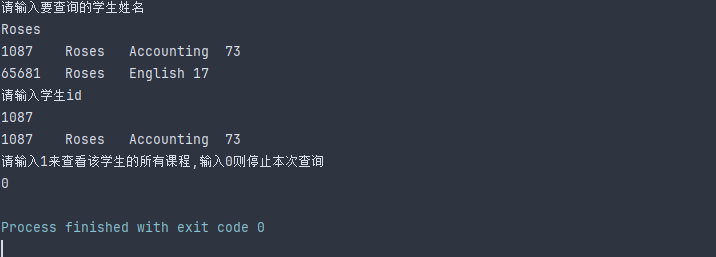 请输入要查询的学生姓名
Roses
1087 Roses Accounting 73
65681 Roses English 17
请输入学生id
1087
1087 Roses Accounting 73
请输入1来查看该学生的所有课程,输入0则停止本次查询
0
Process finished with exit code 0